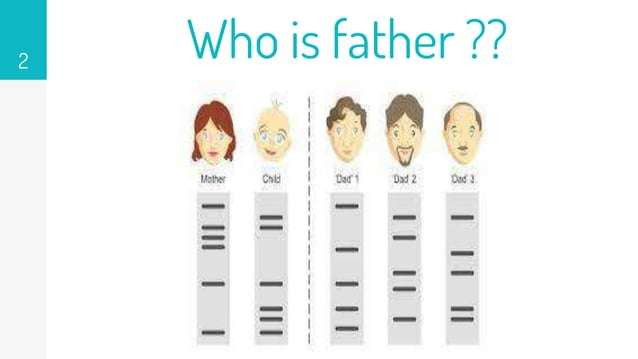 2
Who is father ??
Mother
Child
'Dad' 1
'Dad' 2
'Dad' 3